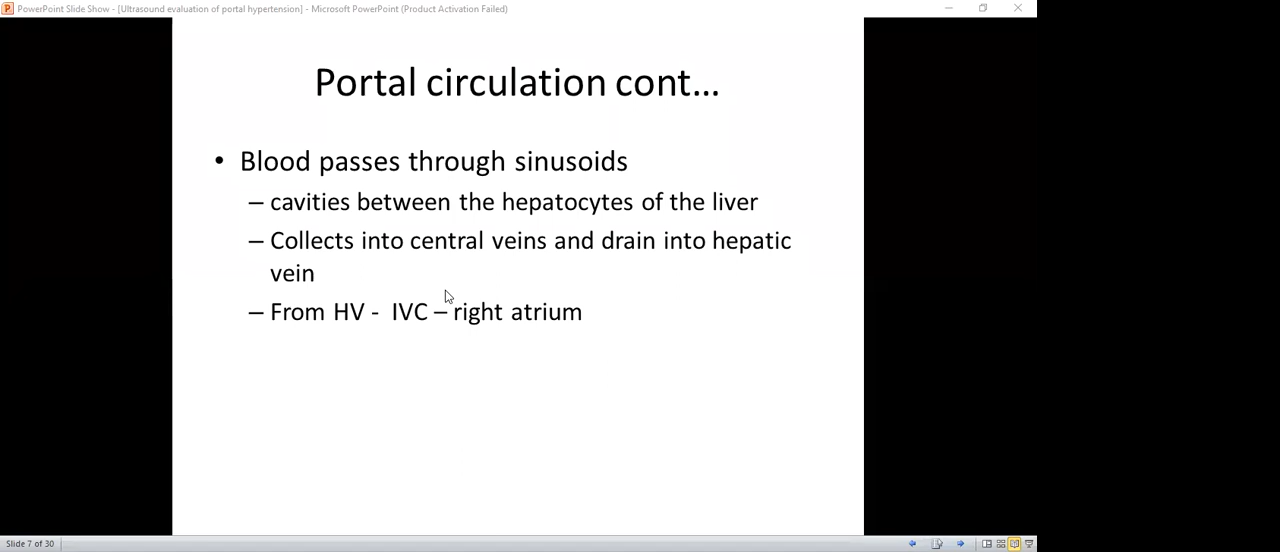 PowerPoint Slide Show - [Ultrasound evaluation of portal hypertension] - Microsoft PowerPoint (Product Activation Failed)
Portal circulation cont…
• Blood passes through sinusoids
– cavities between the hepatocytes of the liver
– Collects into central veins and drain into hepatic
vein
– From HV - IVC – right atrium
Slide 7 of 30